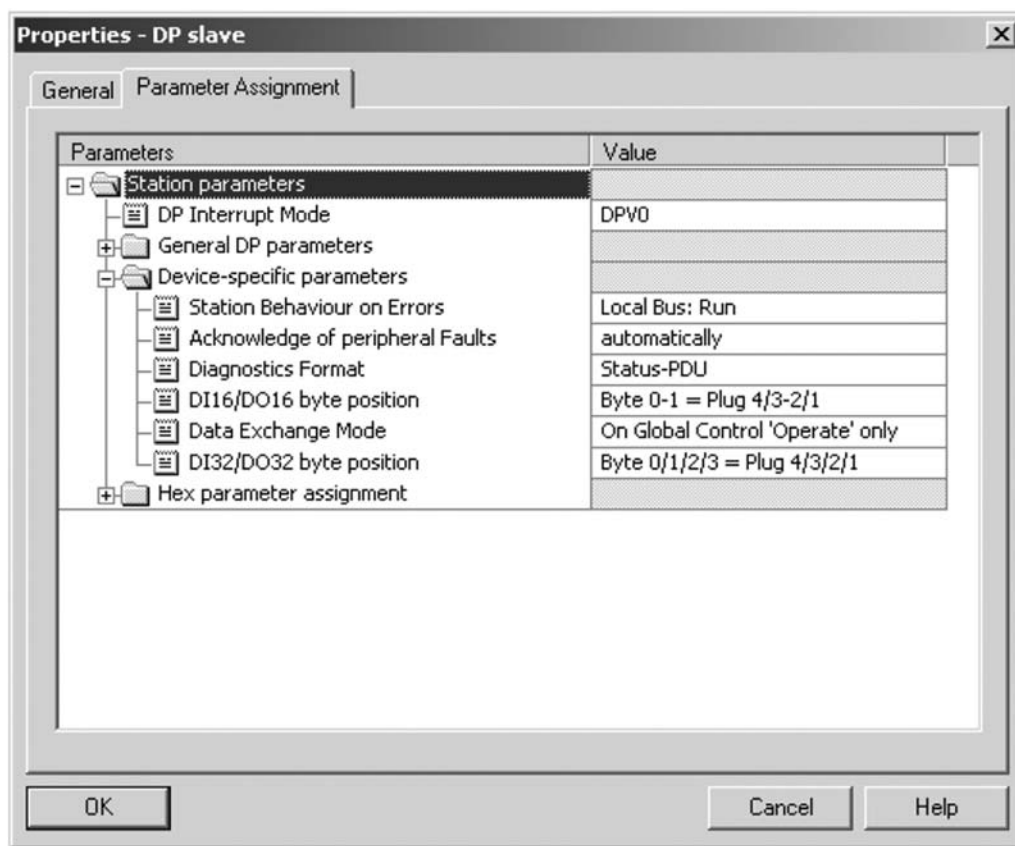 Properties - DP slave
General Parameter Assignment
Parameters Value
Station parameters
DP Interrupt Mode DPV0
General DP parameters
Device-specific parameters
Station Behaviour on Errors Local Bus: Run
Acknowledge of peripheral Faults automatically
Diagnostics Format Status-PDU
DI16/DO16 byte position Byte 0-1 = Plug 4/3-2/1
Data Exchange Mode On Global Control 'Operate' only
DI32/DO32 byte position Byte 0/1/2/3 = Plug 4/3/2/1
Hex parameter assignment
OK Cancel Help